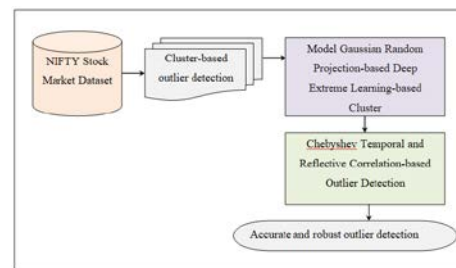 NIFTY Stock
Market Dataset
Cluster-based
outlier detection
Model Gaussian Random
Projection-based Deep
Extreme Learning-based
Cluster
Chebyshev Temporal and
Reflective Correlation-based
Outlier Detection
Accurate and robust outlier detection